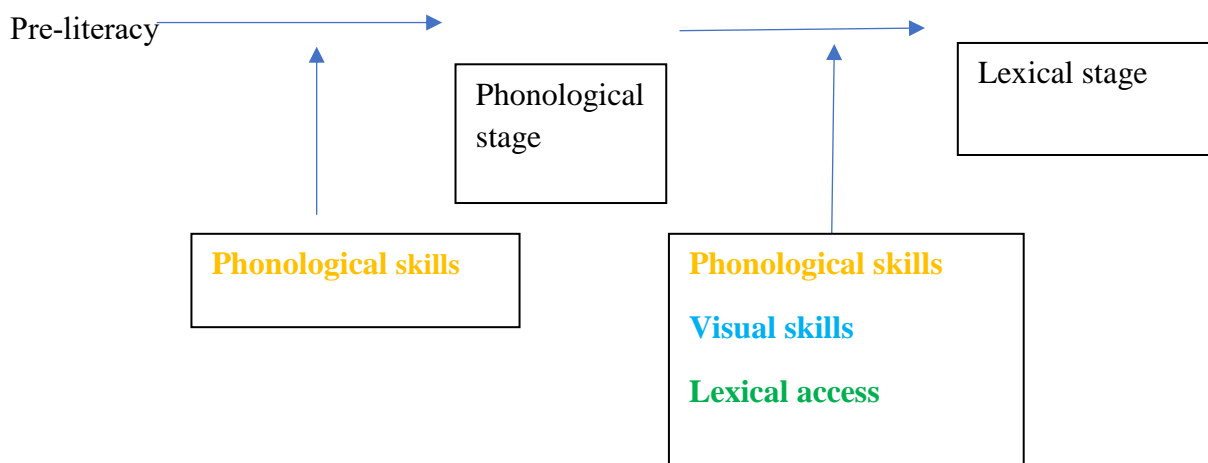 Pre-literacy
Phonological
stage
Lexical stage
Phonological skills
Phonological skills
Visual skills
Lexical access